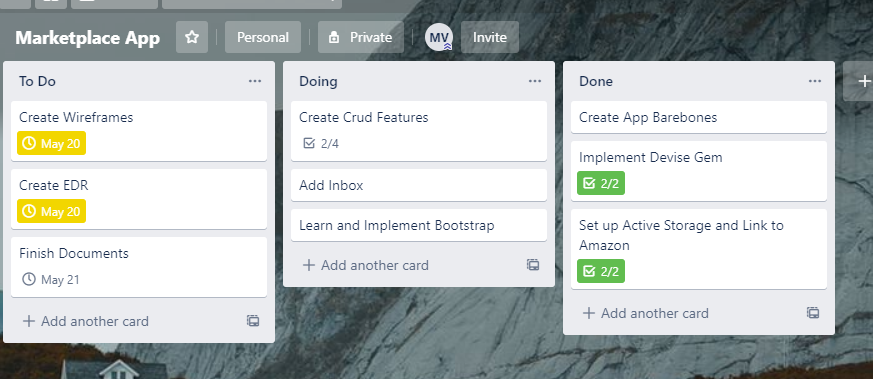 Marketplace App
Personal
Private
MV
Invite
To Do
Create Wireframes
May 20
Create EDR
May 20
Finish Documents
May 21
+ Add another card
Doing
Create Crud Features
2/4
Add Inbox
Learn and Implement Bootstrap
+ Add another card
Done
Create App Barebones
Implement Devise Gem
2/2
Set up Active Storage and Link to
Amazon
2/2
+ Add another card